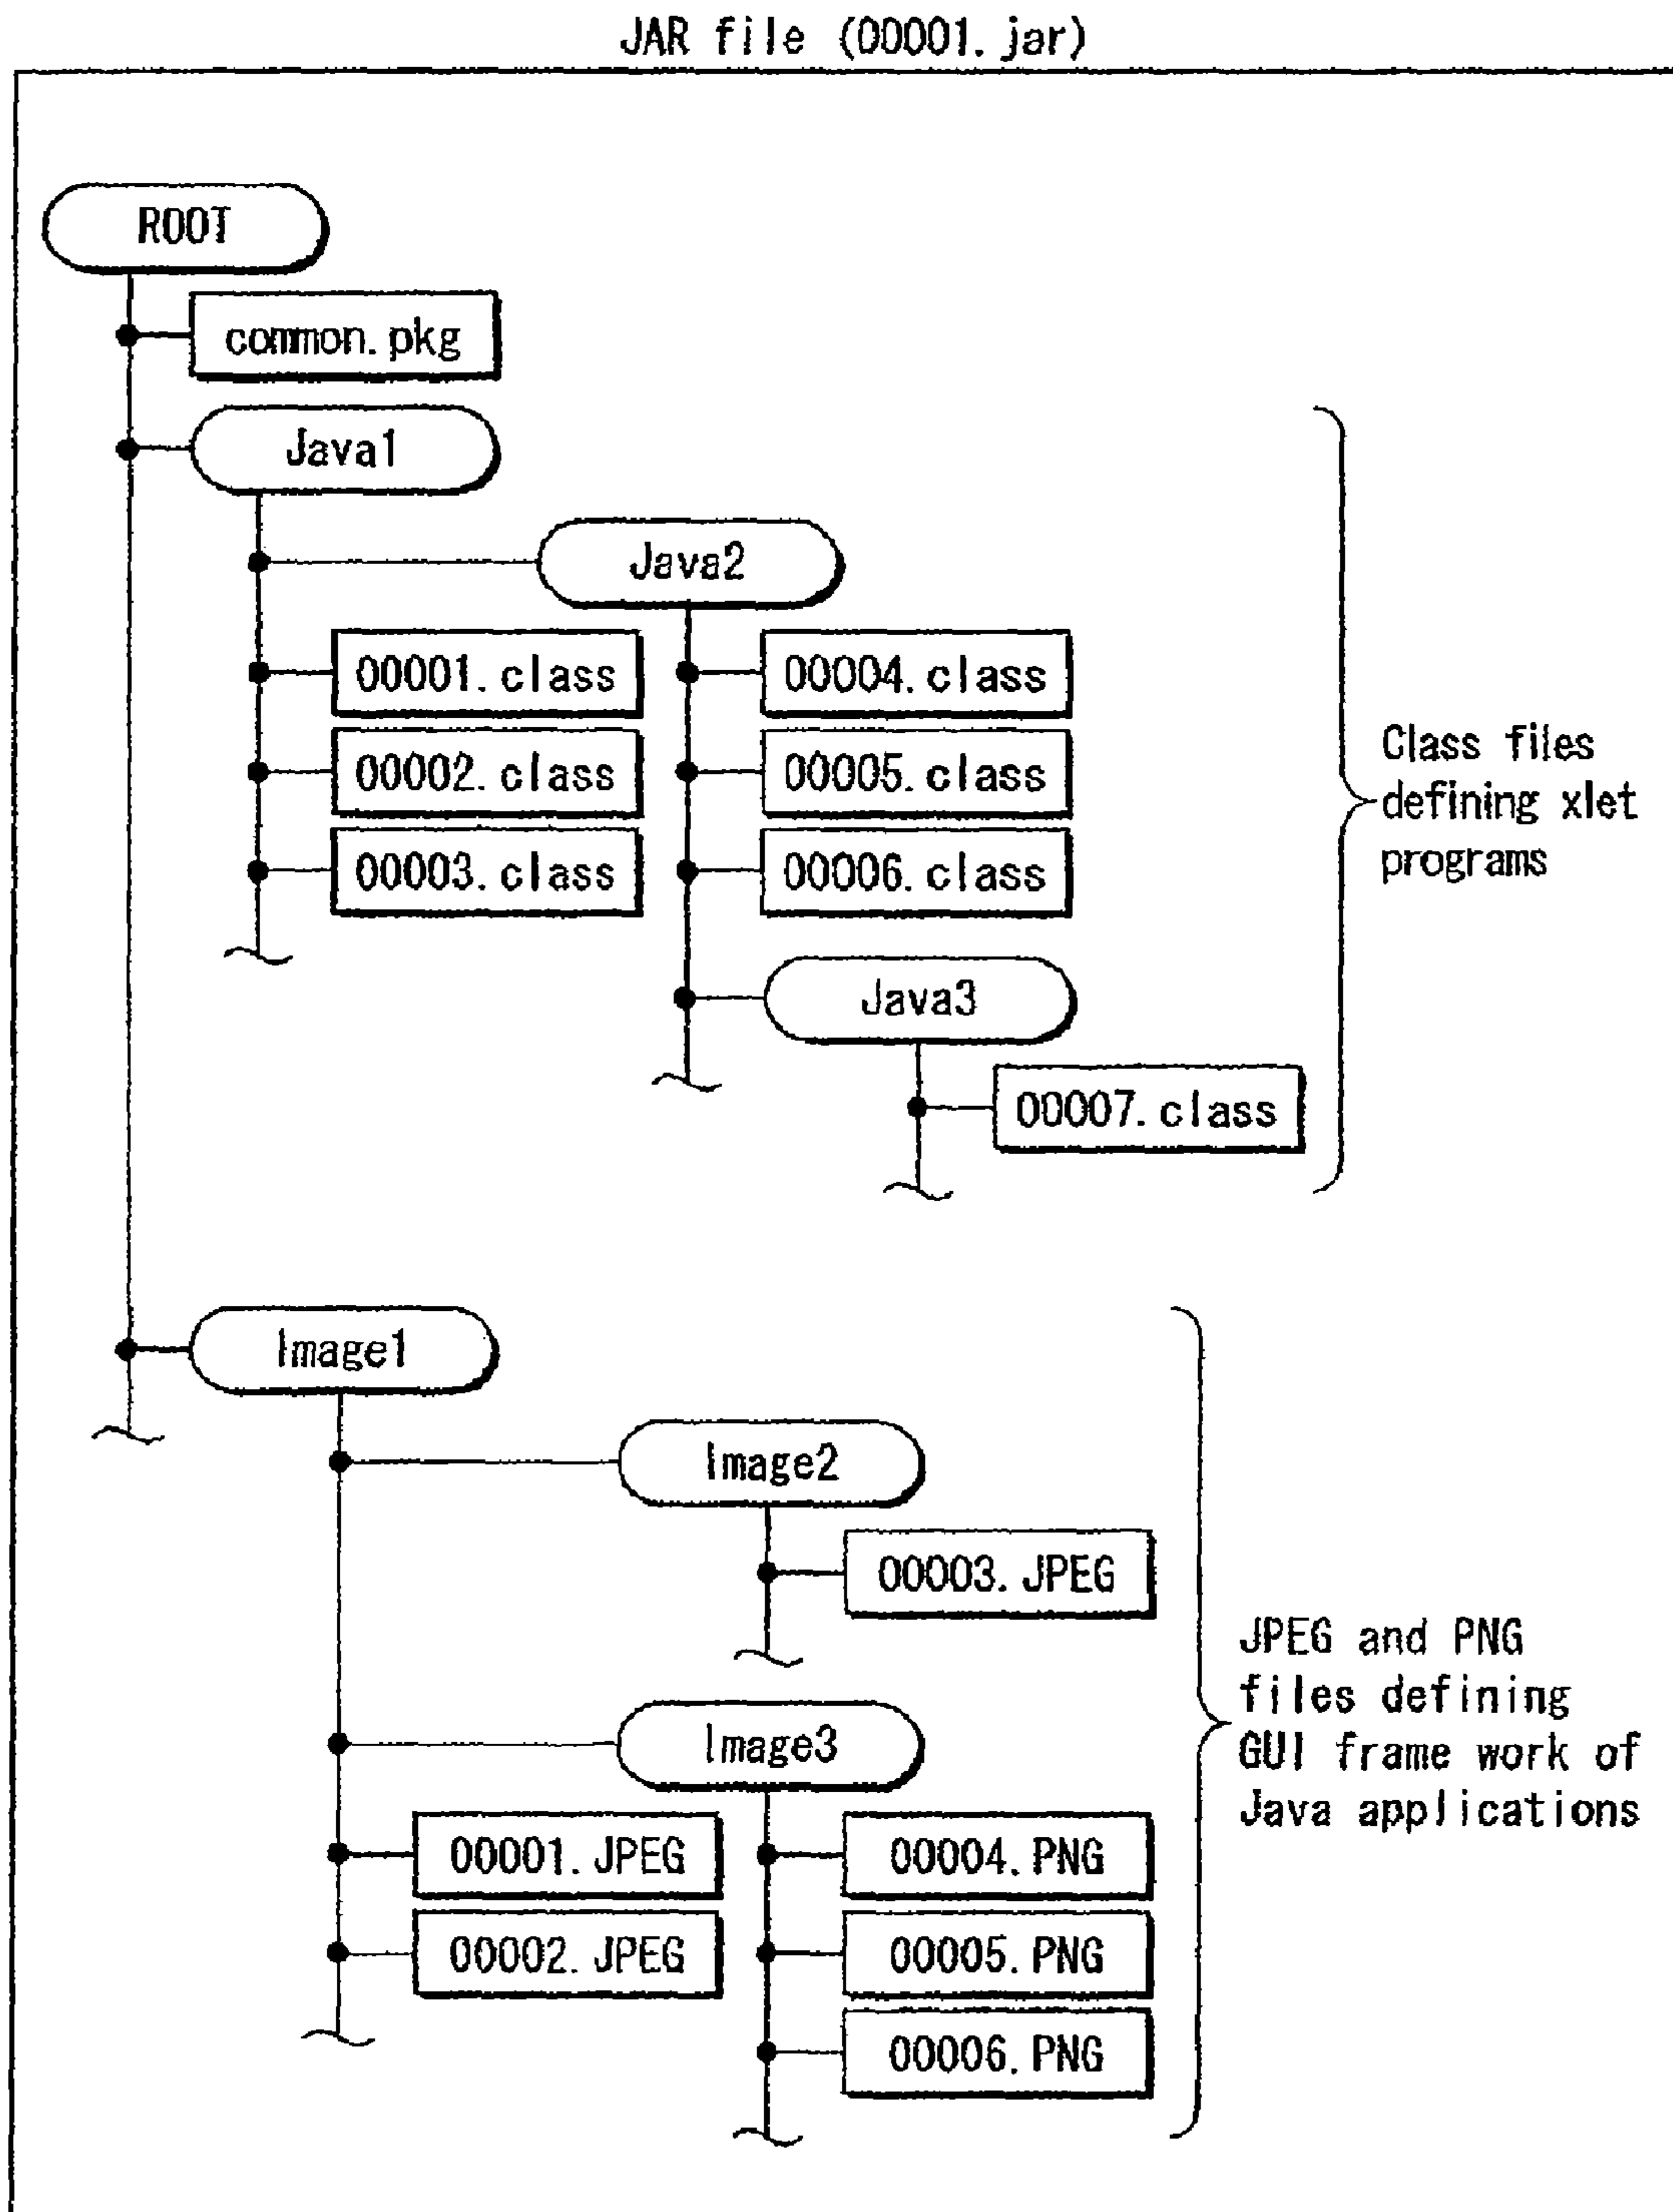 JAR file (00001.jar)
ROOT
common.pkg
Java1
Java2
00001.class
00004.class
00002.class
00005.class
00003.class
00006.class
Java3
00007.class
Class files
defining xlet
programs
Image1
Image2
00003.JPEG
Image3
00001.JPEG
00004.PNG
00002.JPEG
00005.PNG
00006.PNG
JPEG and PNG
files defining
GUI frame work of
Java applications